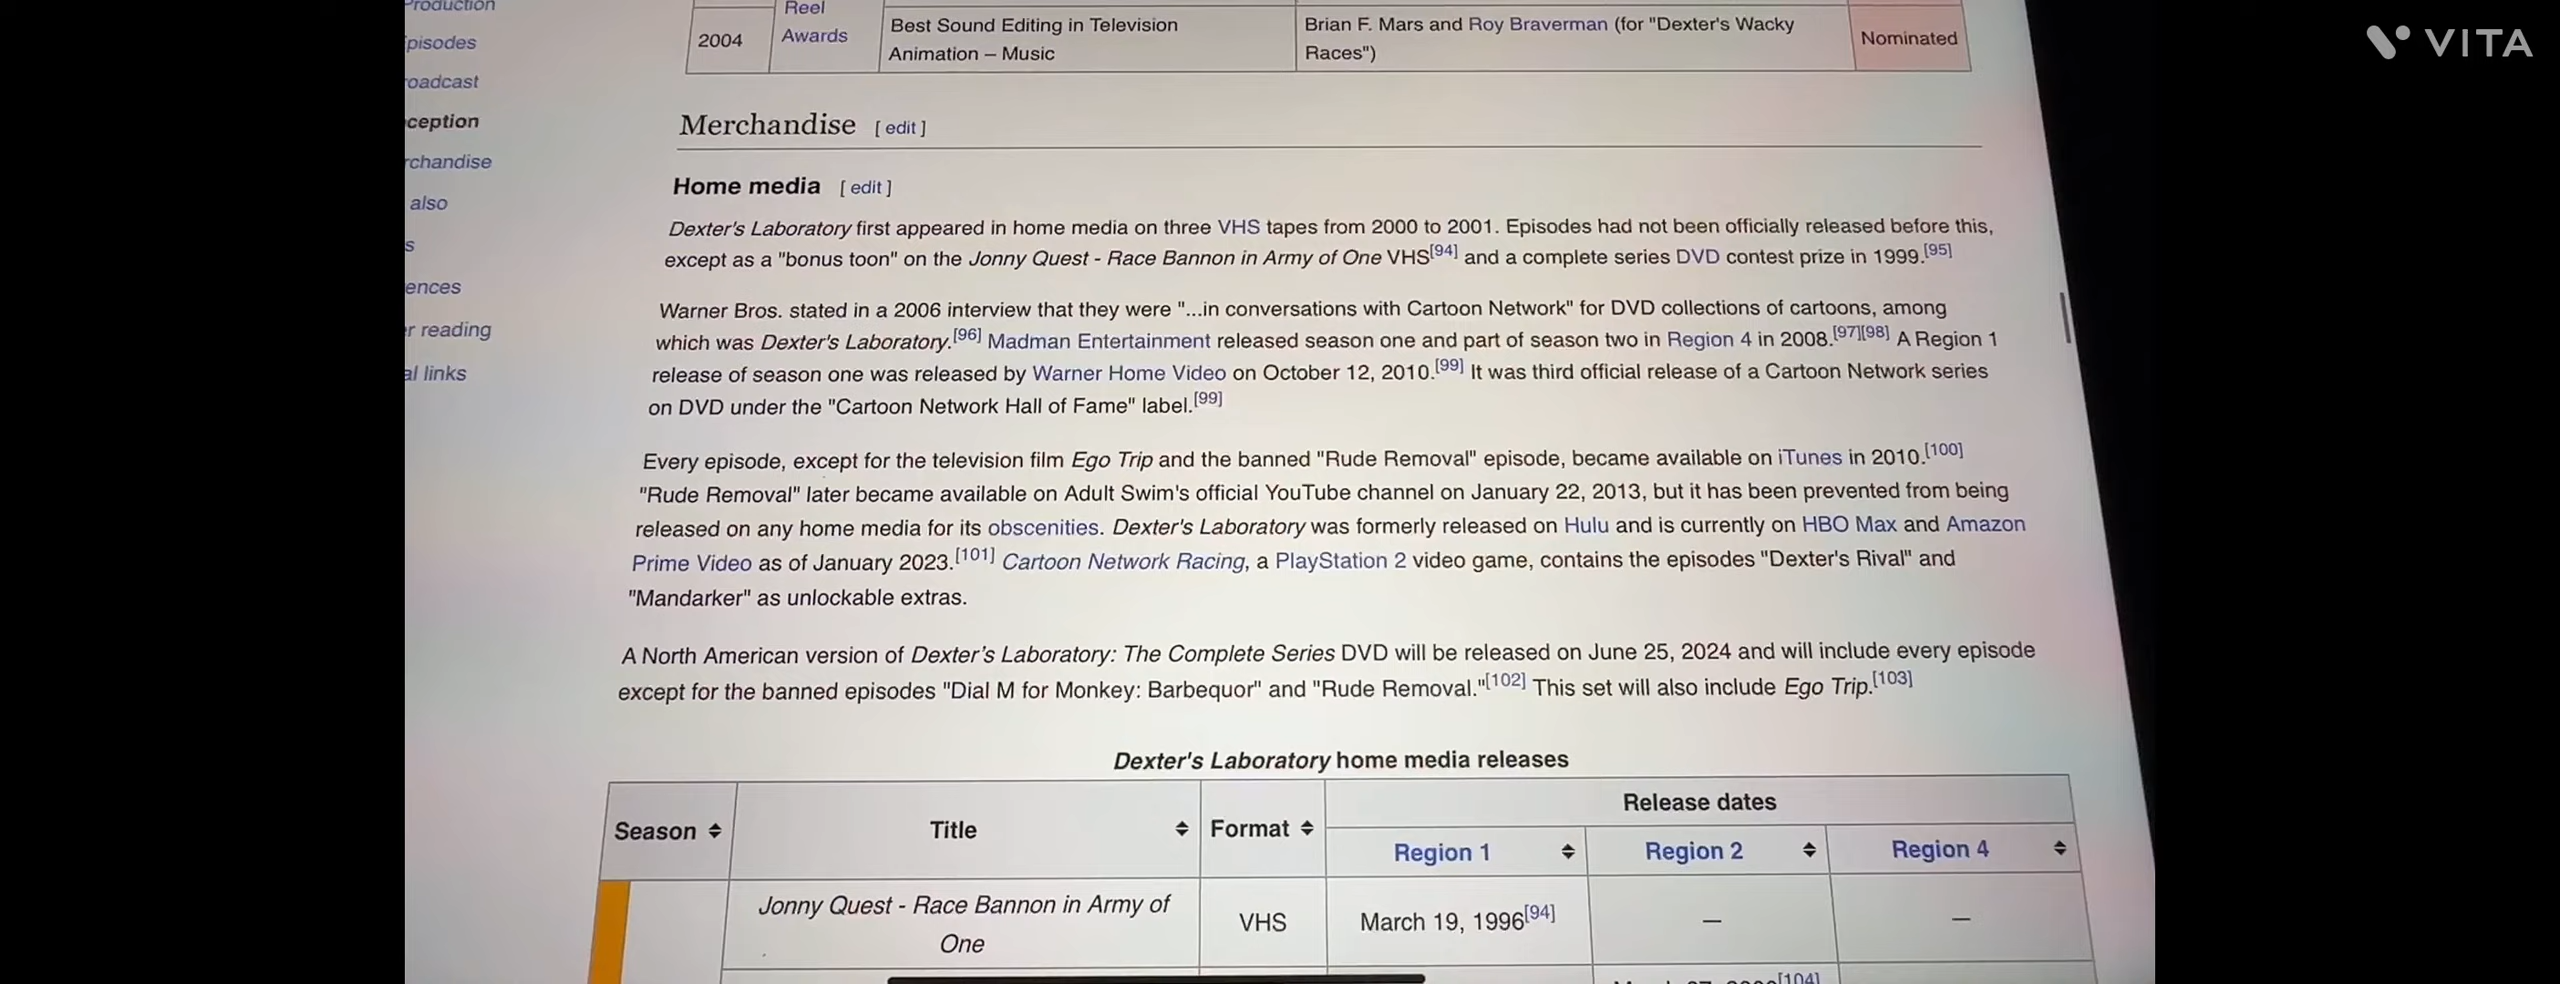 Production
pisodes
roadcast
ception
rchandise
also
s
ences
r reading
al links
Reel
Awards
2004
Best Sound Editing in Television
Animation – Music
Brian F. Mars and Roy Braverman (for "Dexter's Wacky
Races")
Nominated
VITA
Merchandise [ edit ]
Home media [ edit ]
Dexter's Laboratory first appeared in home media on three VHS tapes from 2000 to 2001. Episodes had not been officially released before this,
except as a "bonus toon" on the Jonny Quest - Race Bannon in Army of One VHS[94] and a complete series DVD contest prize in 1999.[95]
Warner Bros. stated in a 2006 interview that they were "...in conversations with Cartoon Network" for DVD collections of cartoons, among
which was Dexter's Laboratory.[96] Madman Entertainment released season one and part of season two in Region 4 in 2008.[97][98] A Region 1
release of season one was released by Warner Home Video on October 12, 2010.[99] It was third official release of a Cartoon Network series
on DVD under the "Cartoon Network Hall of Fame" label.[99]
Every episode, except for the television film Ego Trip and the banned "Rude Removal" episode, became available on iTunes in 2010.[100]
"Rude Removal" later became available on Adult Swim's official YouTube channel on January 22, 2013, but it has been prevented from being
released on any home media for its obscenities. Dexter's Laboratory was formerly released on Hulu and is currently on HBO Max and Amazon
Prime Video as of January 2023.[101] Cartoon Network Racing, a PlayStation 2 video game, contains the episodes "Dexter's Rival" and
"Mandarker" as unlockable extras.
A North American version of Dexter's Laboratory: The Complete Series DVD will be released on June 25, 2024 and will include every episode
except for the banned episodes "Dial M for Monkey: Barbequor" and "Rude Removal."[102] This set will also include Ego Trip.[103]
Dexter's Laboratory home media releases
Season
Title
Format
Release dates
Region 1
Region 2
Region 4
Jonny Quest - Race Bannon in Army of
One
VHS
March 19, 1996[94]
—
—
[104]